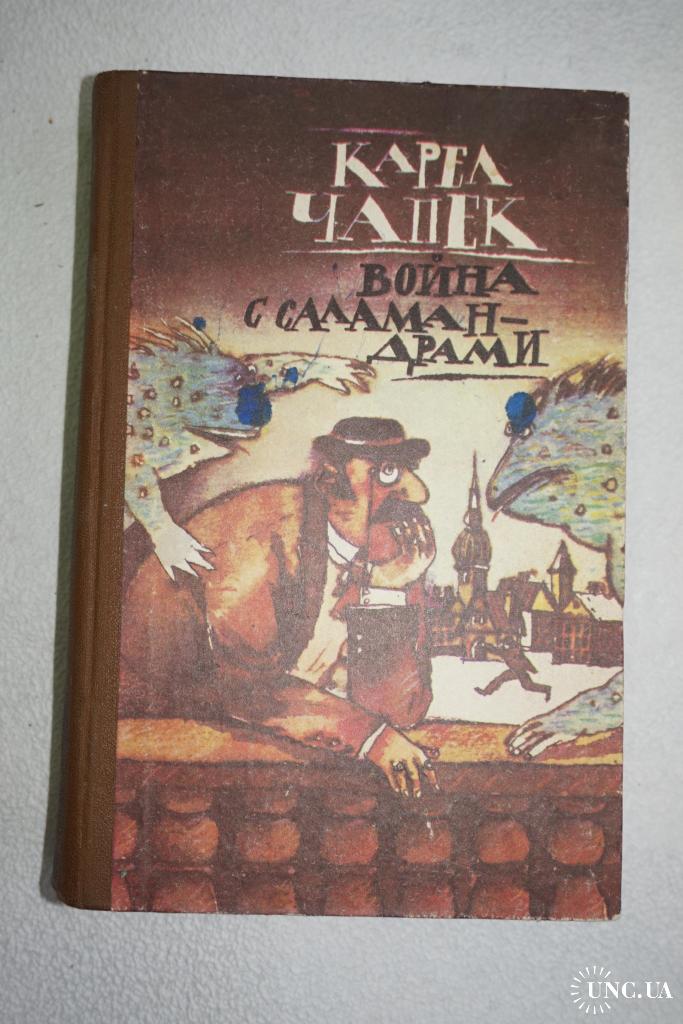 КАРЕЛ
ЧАПЕК
ВОЙНА
С САЛАМАН-
ДРАМИ
UNC.UA